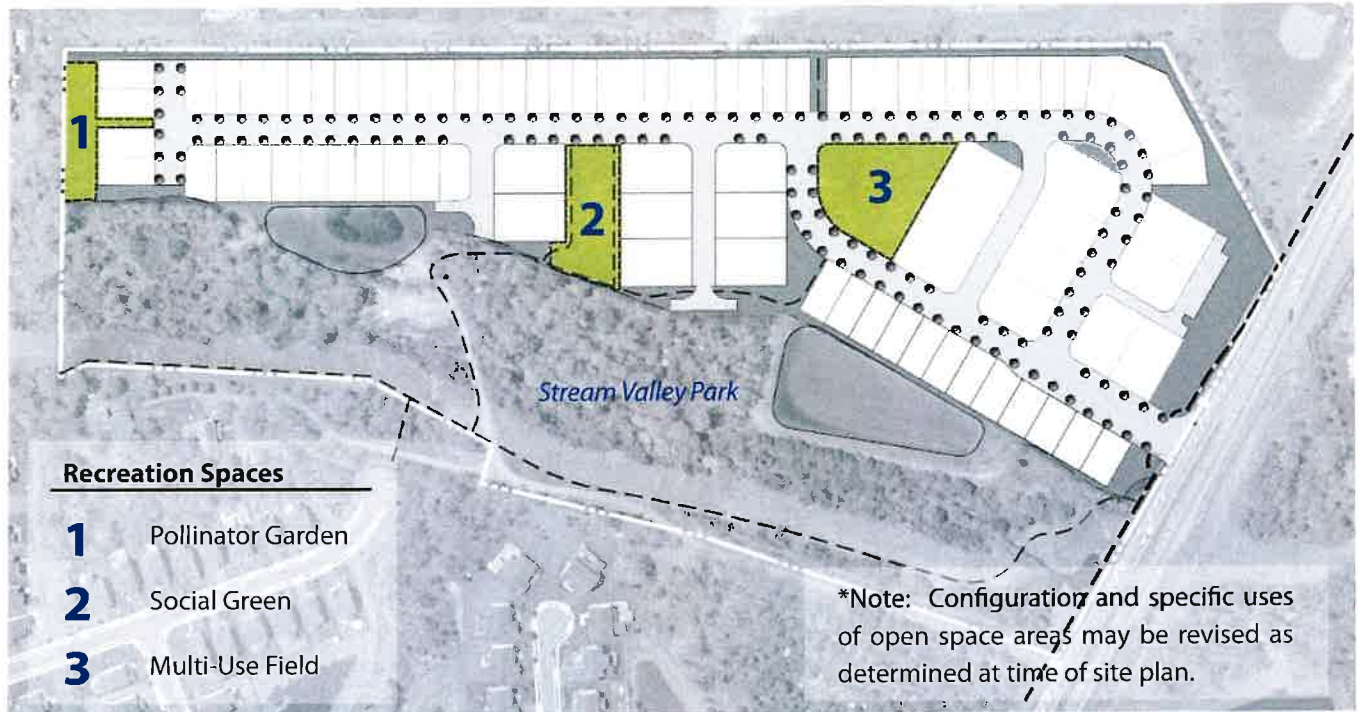 1
2
3
Stream Valley Park
Recreation Spaces
1 Pollinator Garden
2 Social Green
3 Multi-Use Field
*Note: Configuration and specific uses
of open space areas may be revised as
determined at time of site plan.